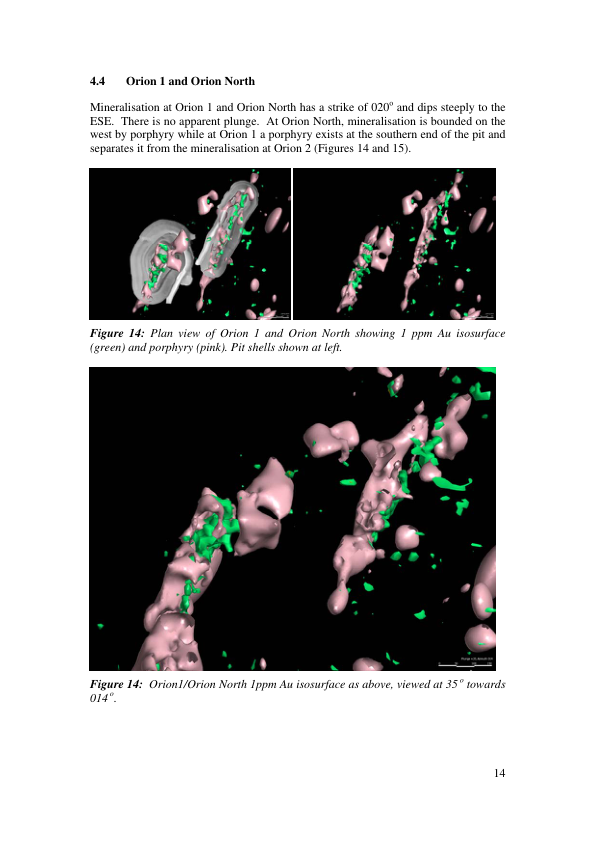 4.4 Orion 1 and Orion North
Mineralisation at Orion 1 and Orion North has a strike of 020o and dips steeply to the
ESE. There is no apparent plunge. At Orion North, mineralisation is bounded on the
west by porphyry while at Orion 1 a porphyry exists at the southern end of the pit and
separates it from the mineralisation at Orion 2 (Figures 14 and 15).
Figure 14: Plan view of Orion 1 and Orion North showing 1 ppm Au isosurface
(green) and porphyry (pink). Pit shells shown at left.
Figure 14: Orion1/Orion North 1ppm Au isosurface as above, viewed at 35o towards
014o.
14